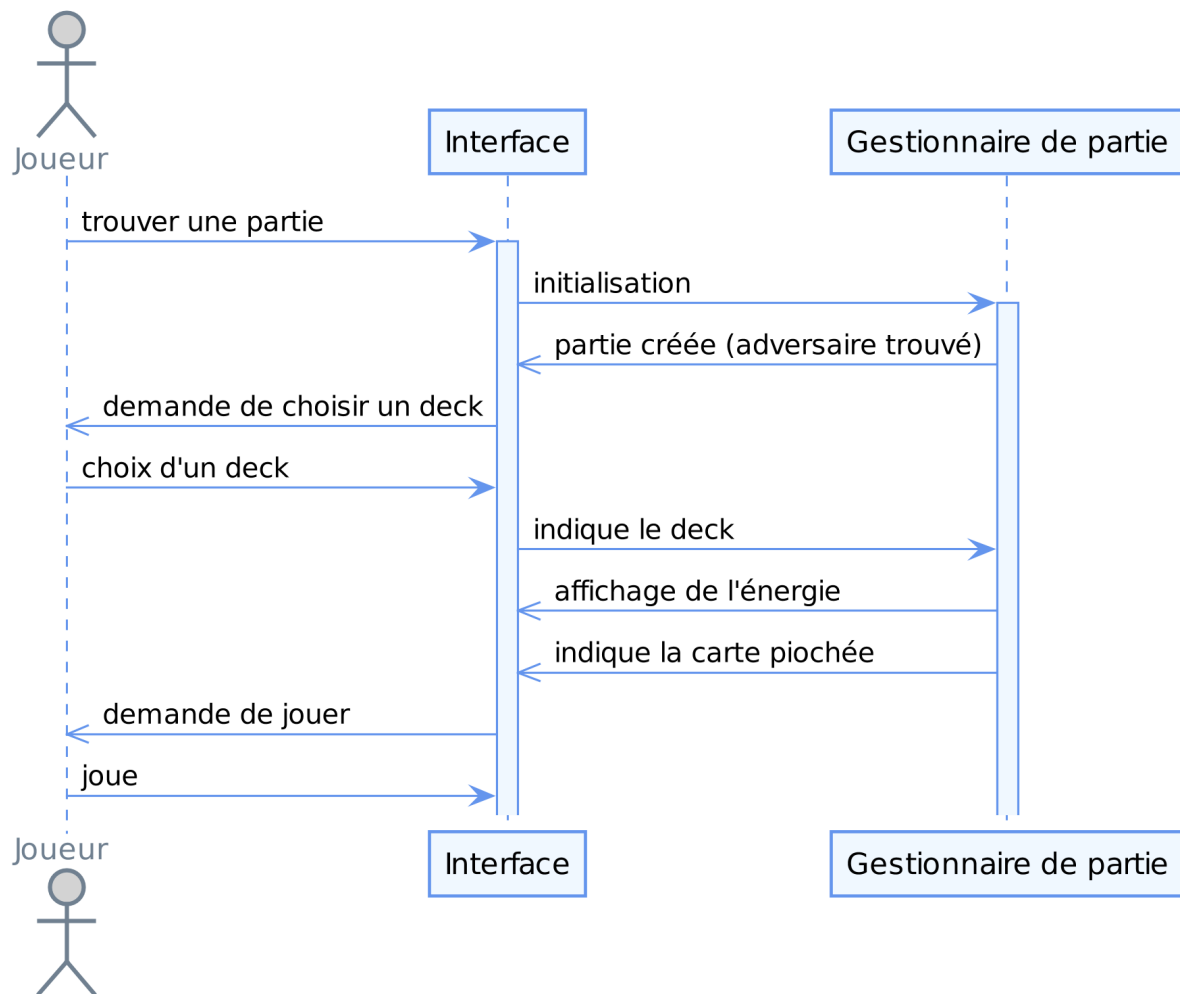 Joueur
Interface
Gestionnaire de partie
trouver une partie
initialisation
partie créée (adversaire trouvé)
demande de choisir un deck
choix d'un deck
indique le deck
affichage de l'énergie
indique la carte piochée
demande de jouer
joue
Joueur
Interface
Gestionnaire de partie